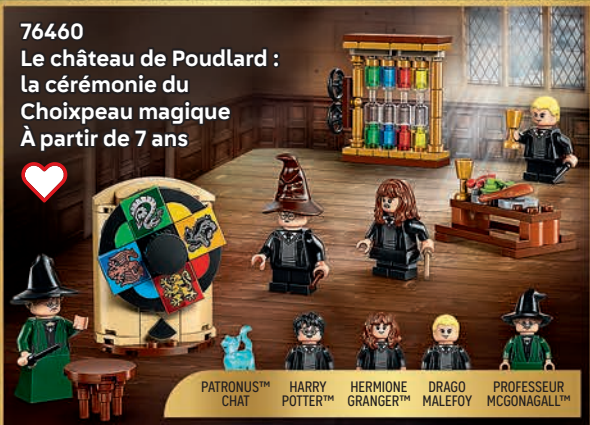 76460
Le château de Poudlard :
la cérémonie du
Choixpeau magique
À partir de 7 ans
PATRONUS™
CHAT
HARRY
POTTER™
HERMIONE
GRANGER™
DRAGO
MALEFOY
PROFESSEUR
MCGONAGALL™